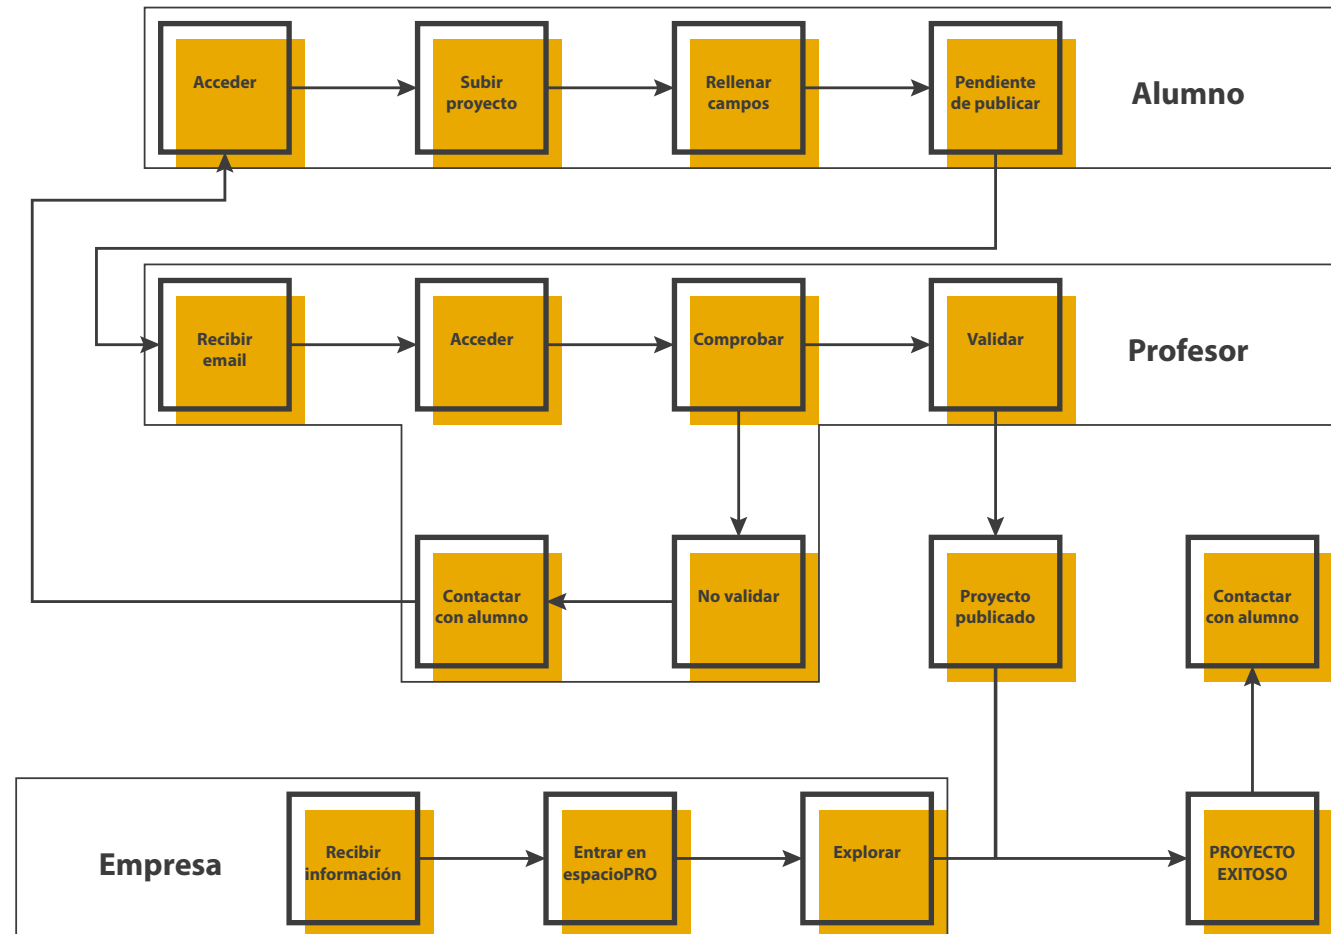 Acceder
Subir
proyecto
Rellenar
campos
Pendiente
de publicar
Alumno
Recibir
email
Acceder
Comprobar
Validar
Profesor
Contactar
con alumno
No validar
Proyecto
publicado
Contactar
con alumno
Empresa
Recibir
información
Entrar en
espacioPRO
Explorar
PROYECTO
EXITOSO